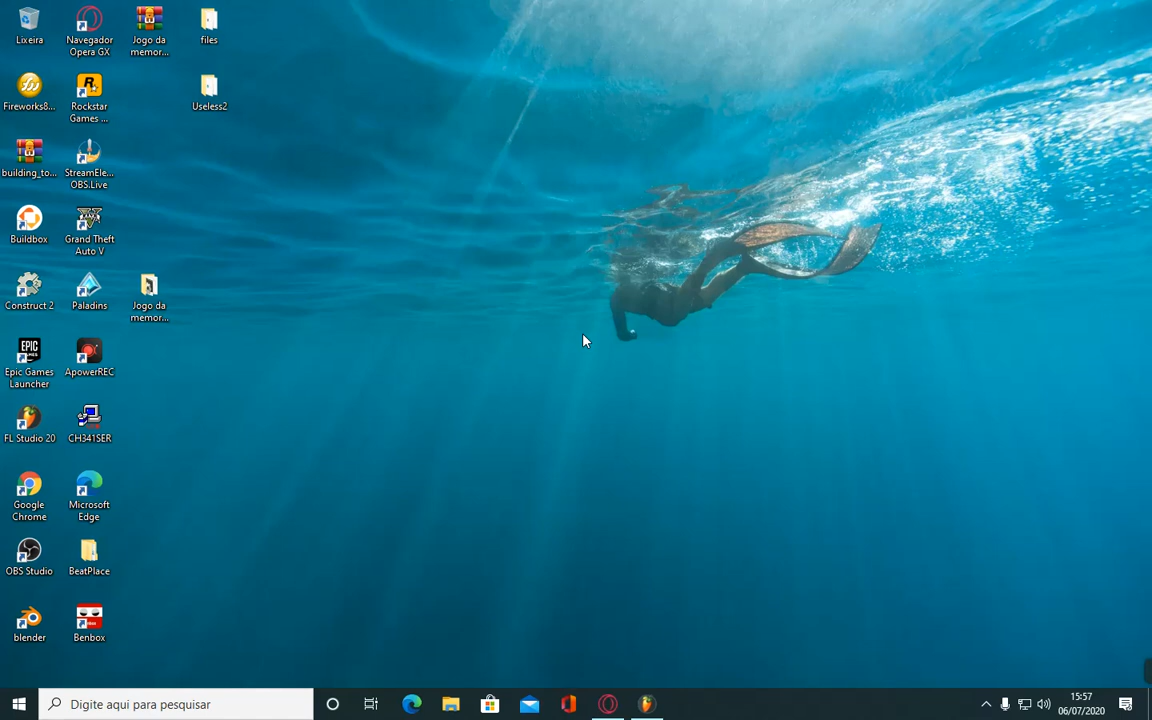 Lixeira
Navegador
Opera GX
Jogo da
memor...
files
Fireworks8...
Rockstar
Games ...
Useless2
building_to...
StreamEle...
OBS.Live
Buildbox
Grand Theft
Auto V
Construct 2
Paladins
Jogo da
memor...
EPIC
GAMES
Epic Games
Launcher
ApowerREC
FL Studio 20
CH341SER
Google
Chrome
Microsoft
Edge
OBS Studio
BeatPlace
blender
Benbox
Digite aqui para pesquisar
15:57
06/07/2020